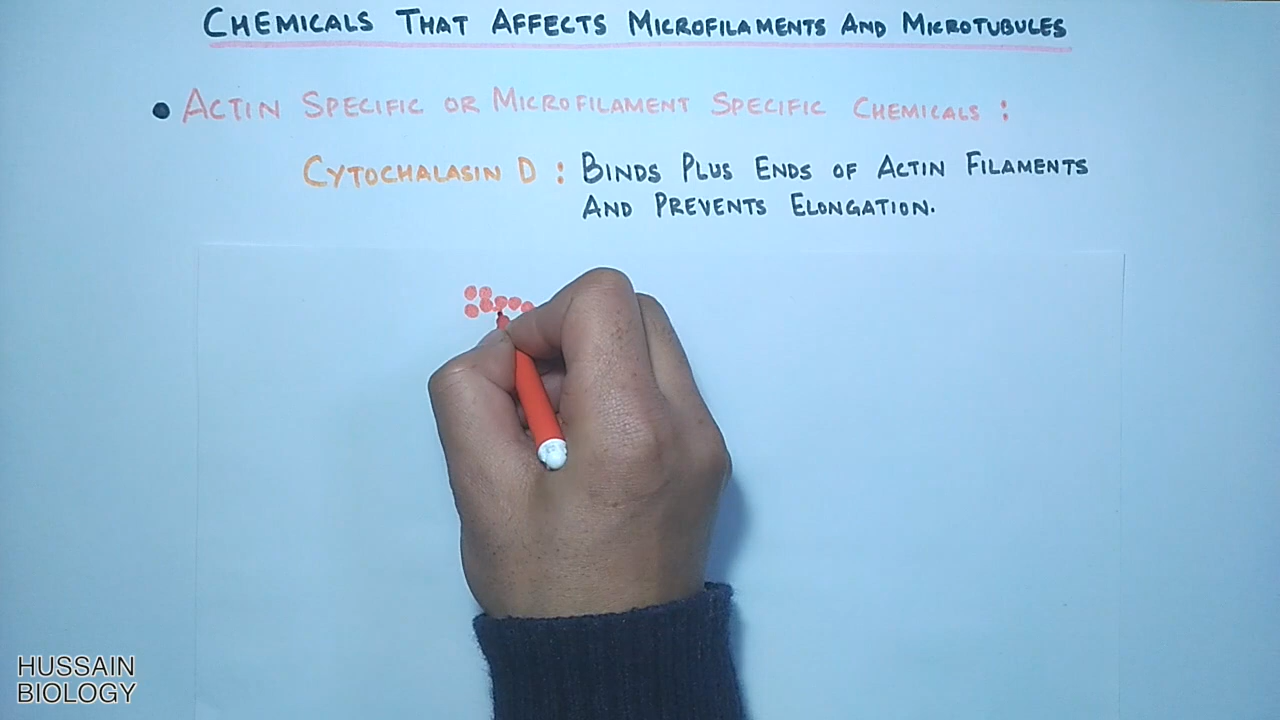 CHEMICALS THAT AFFECTS MICROFILAMENTS AND MICROTUBULES
• ACTIN SPECIFIC OR MICROFILAMENT SPECIFIC CHEMICALS :
CYTOCHALASIN D : BINDS PLUS ENDS OF ACTIN FILAMENTS
AND PREVENTS ELONGATION.
HUSSAIN
BIOLOGY